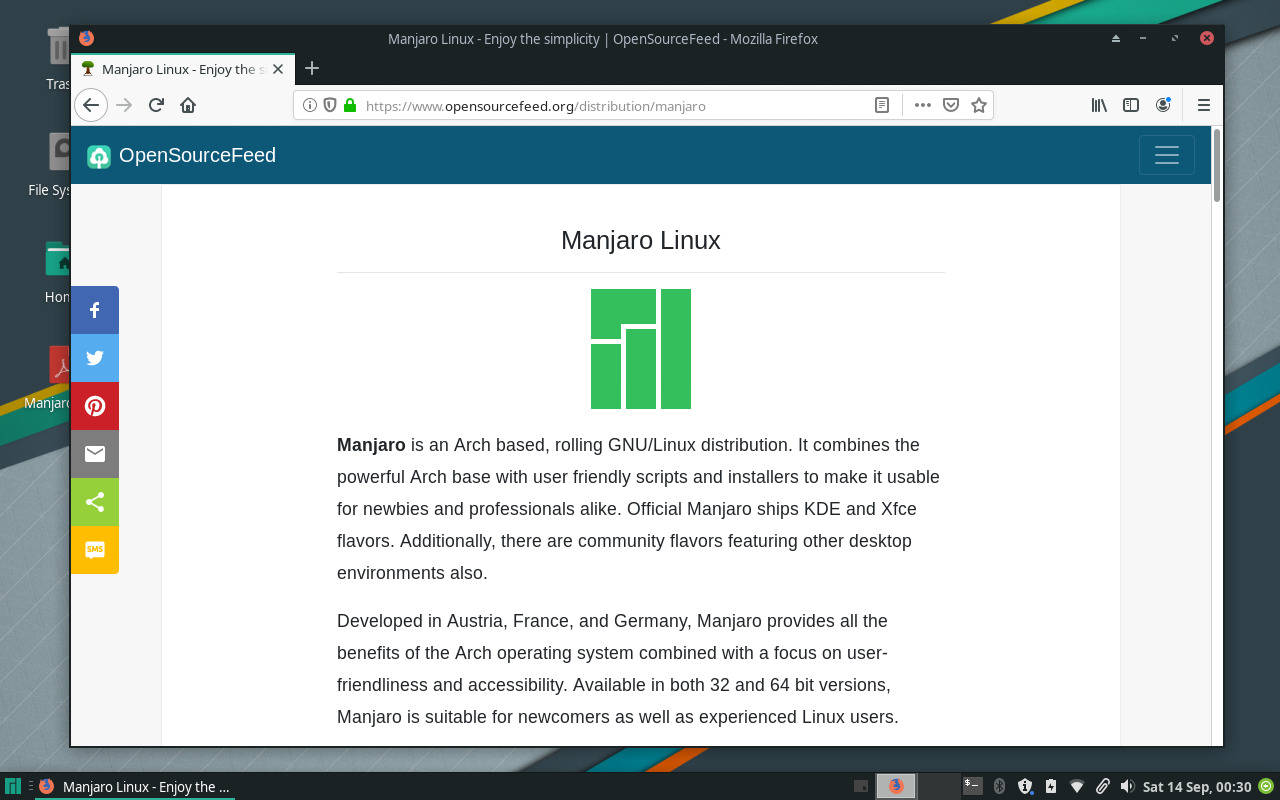 Manjaro Linux - Enjoy the simplicity | OpenSourceFeed - Mozilla Firefox
Manjaro Linux - Enjoy the s
https://www.opensourcefeed.org/distribution/manjaro
OpenSourceFeed
Tras
File Sys
Hom
Manjaro
Manjaro Linux
Manjaro is an Arch based, rolling GNU/Linux distribution. It combines the
powerful Arch base with user friendly scripts and installers to make it usable
for newbies and professionals alike. Official Manjaro ships KDE and Xfce
flavors. Additionally, there are community flavors featuring other desktop
environments also.
Developed in Austria, France, and Germany, Manjaro provides all the
benefits of the Arch operating system combined with a focus on user-
friendliness and accessibility. Available in both 32 and 64 bit versions,
Manjaro is suitable for newcomers as well as experienced Linux users.
SMS
Manjaro Linux - Enjoy the ...
Sat 14 Sep, 00:30